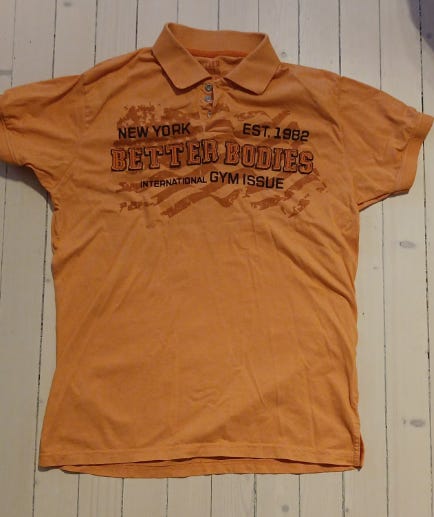 NEW YORK EST. 1982
BETTER BODIES
INTERNATIONAL GYM ISSUE